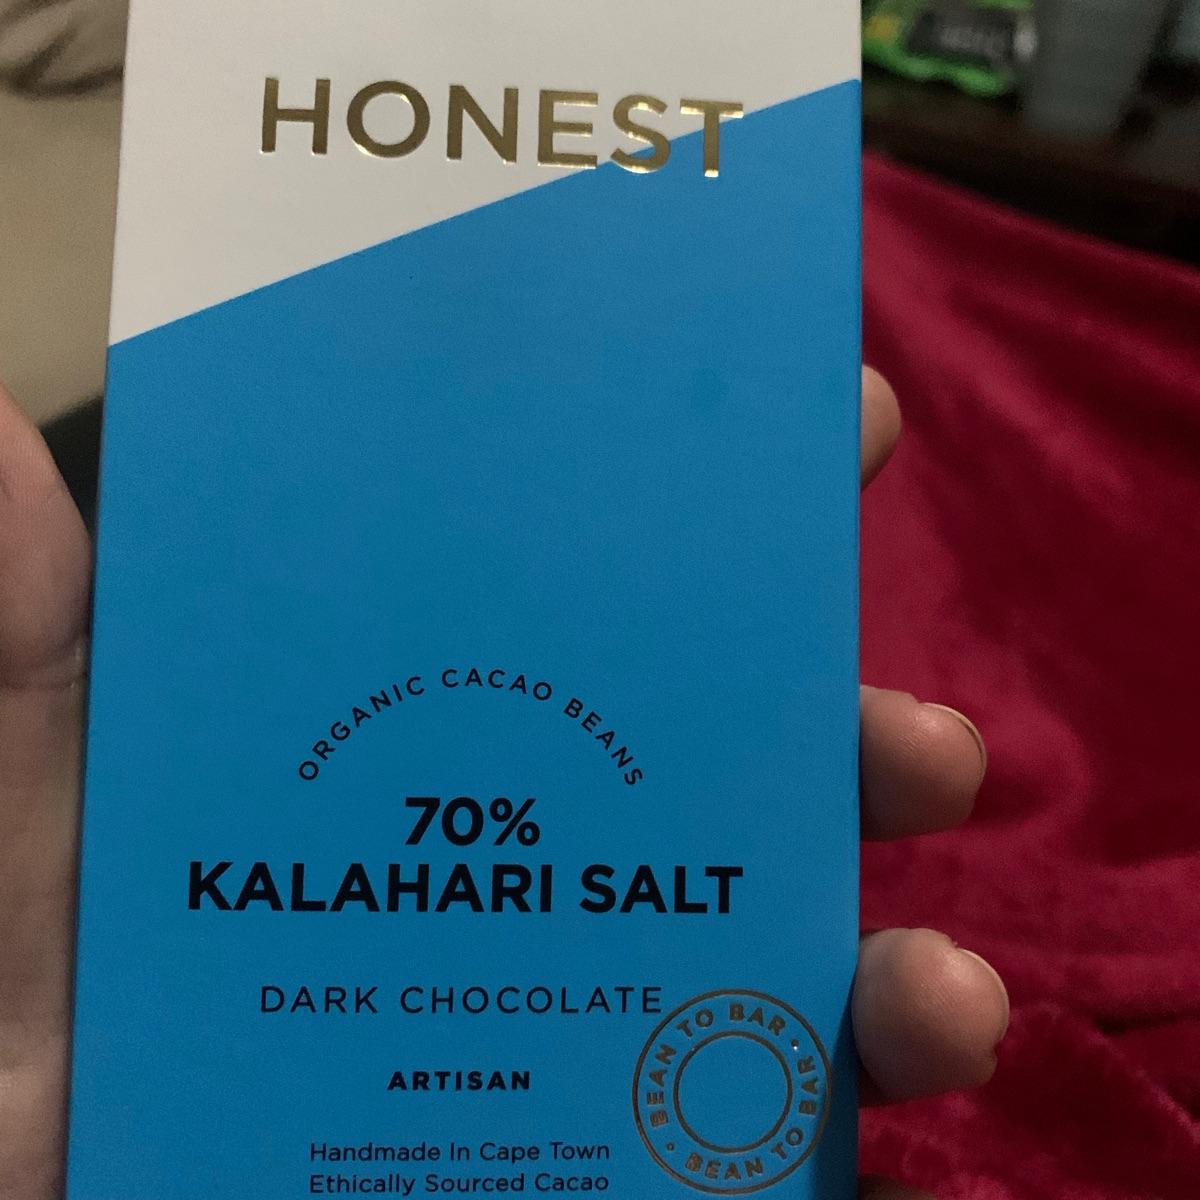 HONEST
ORGANIC CACAO BEANS
70%
KALAHARI SALT
DARK CHOCOLATE
BEAN TO BAR • BEAN TO BAR •
ARTISAN
Handmade In Cape Town
Ethically Sourced Cacao